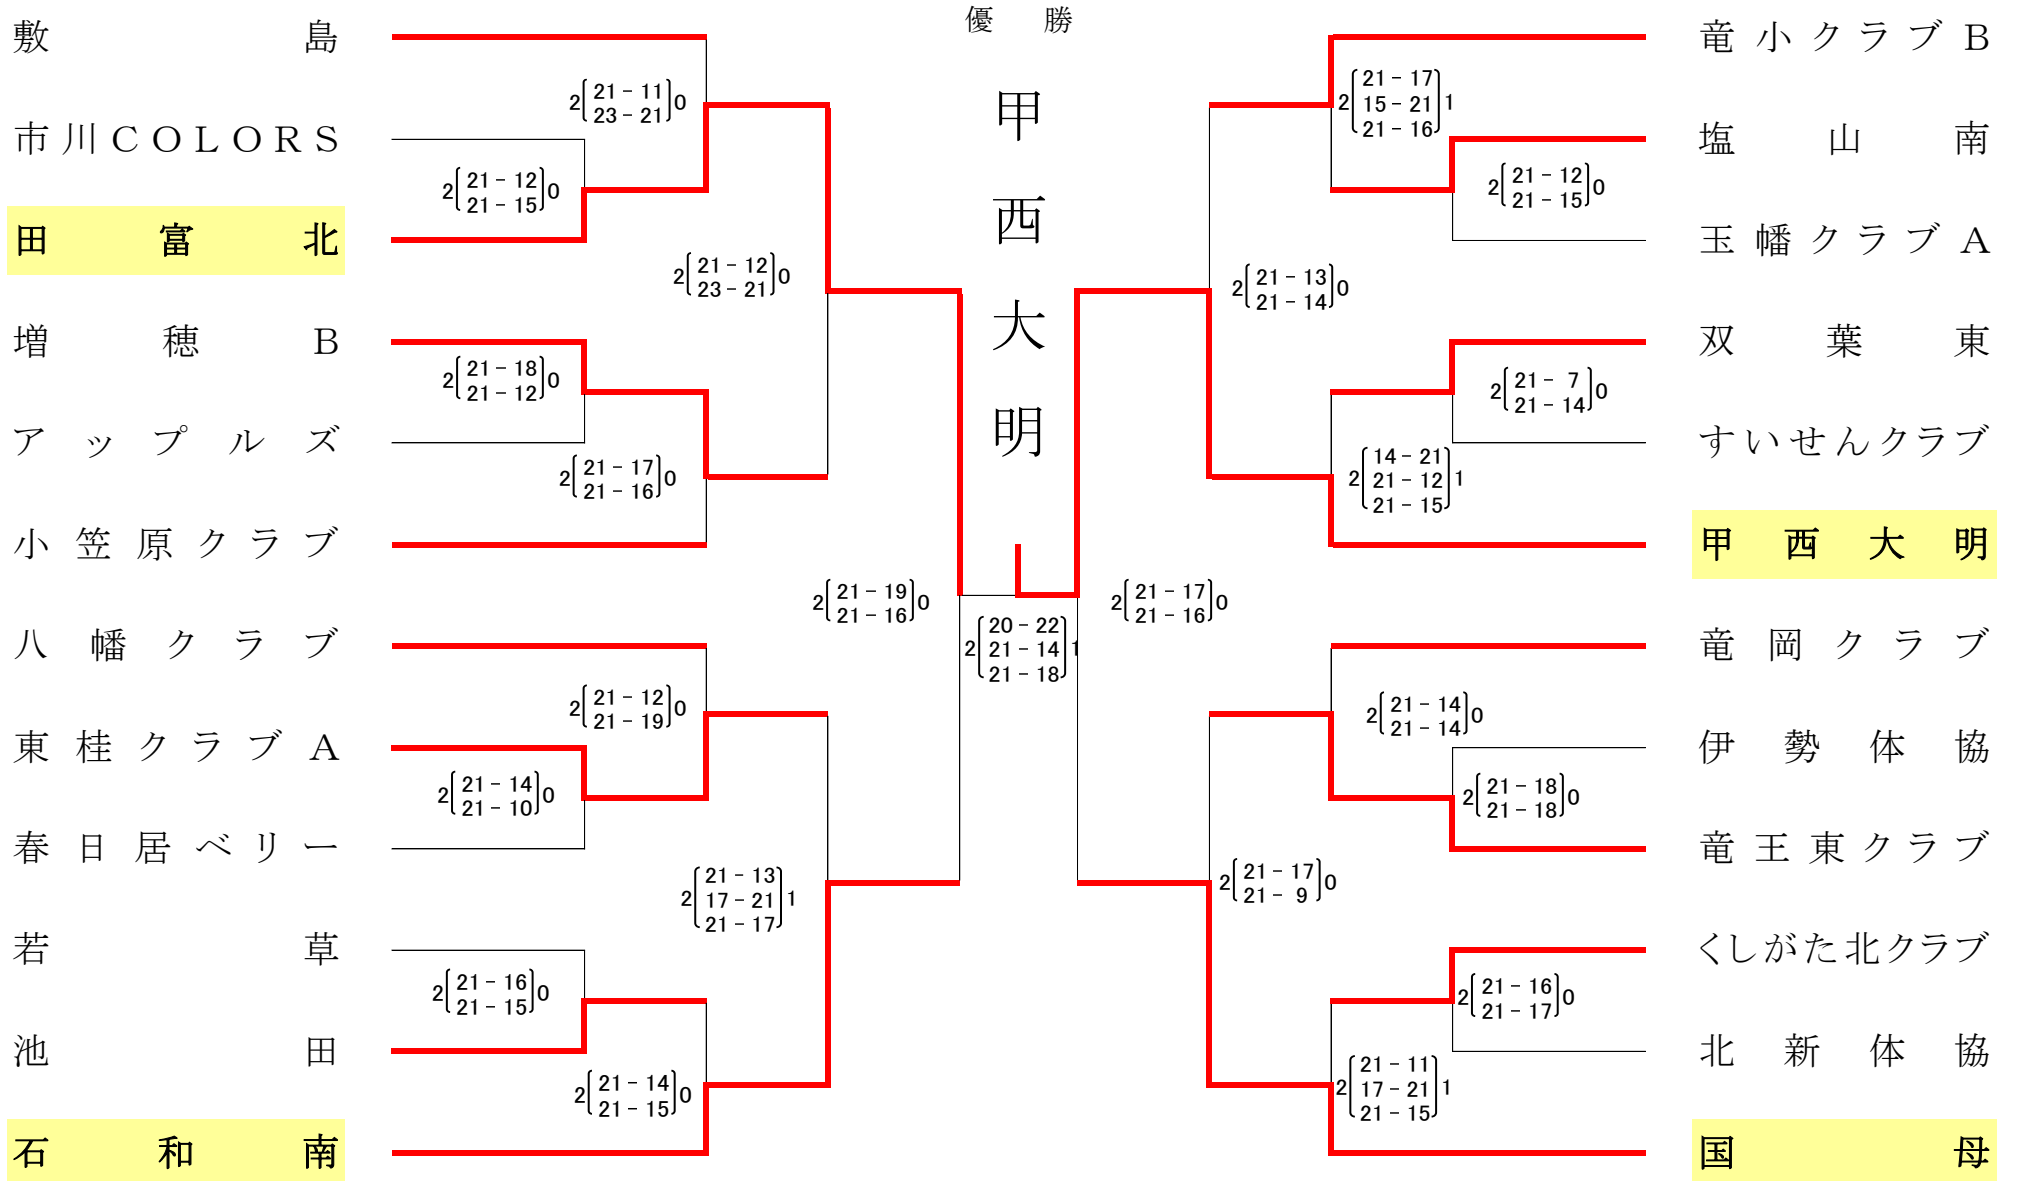 優勝
甲西大明
敷島
市川COLORS
田富北
増穂B
アップルズ
小笠原クラブ
八幡クラブ
東桂クラブA
春日居ベリー
若草
池田
石和南
2 21-11 0
23-21
2 21-12 0
21-15
2 21-12 0
23-21
2 21-18 0
21-12
2 21-17 0
21-16
2 21-19 0
21-16
2 21-12 0
21-19
2 21-14 0
21-10
2 21-13 1
17-21
21-17
2 21-16 0
21-15
2 21-14 0
21-15
2 20-22 1
21-14
21-18
2 21-17 1
15-21
21-16
2 21-12 0
21-15
2 21-13 0
21-14
2 21-7 0
21-14
2 14-21 1
21-12
21-15
2 21-17 0
21-16
2 21-14 0
21-14
2 21-18 0
21-18
2 21-17 0
21-9
2 21-16 0
21-17
2 21-11 1
17-21
21-15
竜小クラブB
塩山南
玉幡クラブA
双葉東
すいせんクラブ
甲西大明
竜岡クラブ
伊勢体協
竜王東クラブ
くしがた北クラブ
北新体協
国母